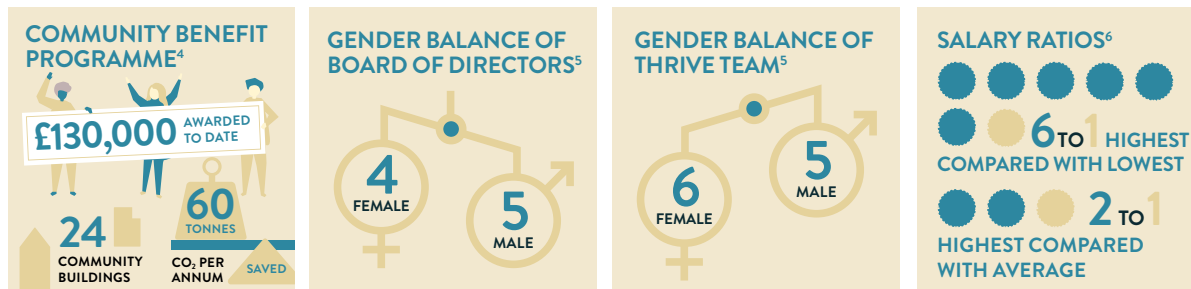 COMMUNITY BENEFIT
PROGRAMME⁴
£130,000 AWARDED
TO DATE
24
COMMUNITY
BUILDINGS
60
TONNES
CO₂ PER
ANNUM
SAVED
GENDER BALANCE OF
BOARD OF DIRECTORS⁵
4
FEMALE
5
MALE
GENDER BALANCE OF
THRIVE TEAM⁵
6
FEMALE
5
MALE
SALARY RATIOS⁶
6 TO 1 HIGHEST
COMPARED WITH LOWEST
2 TO 1
HIGHEST COMPARED
WITH AVERAGE